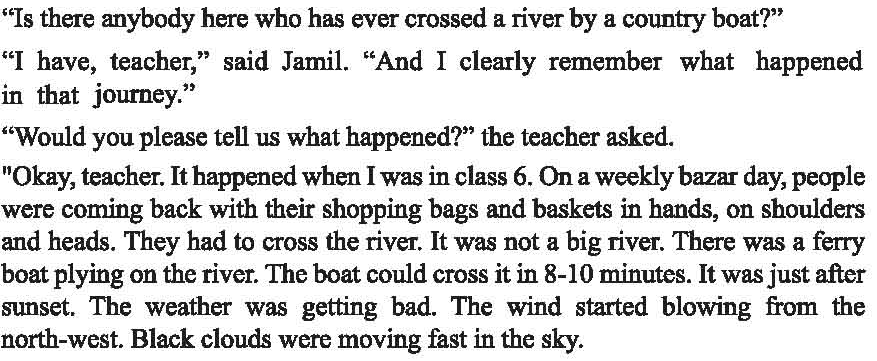 “Is there anybody here who has ever crossed a river by a country boat?”
“I have, teacher,” said Jamil. “And I clearly remember what happened
in that journey.”
“Would you please tell us what happened?” the teacher asked.
"Okay, teacher. It happened when I was in class 6. On a weekly bazar day, people
were coming back with their shopping bags and baskets in hands, on shoulders
and heads. They had to cross the river. It was not a big river. There was a ferry
boat plying on the river. The boat could cross it in 8-10 minutes. It was just after
sunset. The weather was getting bad. The wind started blowing from the
north-west. Black clouds were moving fast in the sky.